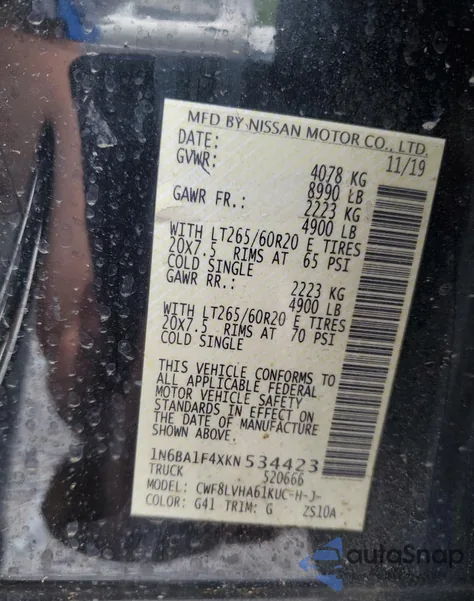 MFD BY NISSAN MOTOR CO., LTD.
DATE: 11/19
GVWR: 4078 KG
8990 LB
GAWR FR.: 2223 KG
4900 LB
WITH LT265/60R20 E TIRES
20X7.5 RIMS AT 65 PSI
COLD SINGLE
GAWR RR.: 2223 KG
4900 LB
WITH LT265/60R20 E TIRES
20X7.5 RIMS AT 70 PSI
COLD SINGLE
THIS VEHICLE CONFORMS TO
ALL APPLICABLE FEDERAL
MOTOR VEHICLE SAFETY
STANDARDS IN EFFECT ON
THE DATE OF MANUFACTURE
SHOWN ABOVE.
1N6BA1F4XKN534423
TRUCK 520666
MODEL: CWF8LVHA61KUC-H-J-
COLOR: G41 TRIM: G ZS10A
autoSnap